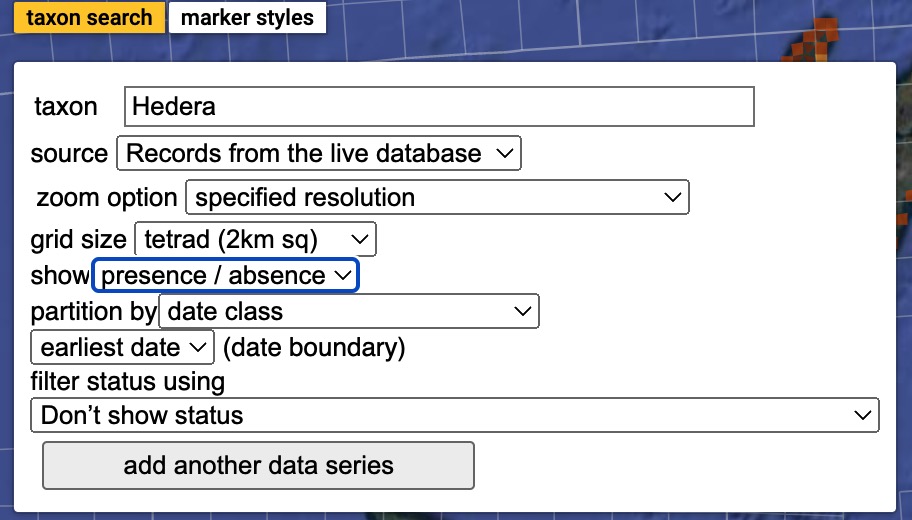 taxon search marker styles
taxon Hedera
source Records from the live database
zoom option specified resolution
grid size tetrad (2km sq)
show presence / absence
partition by date class
earliest date (date boundary)
filter status using
Don’t show status
add another data series